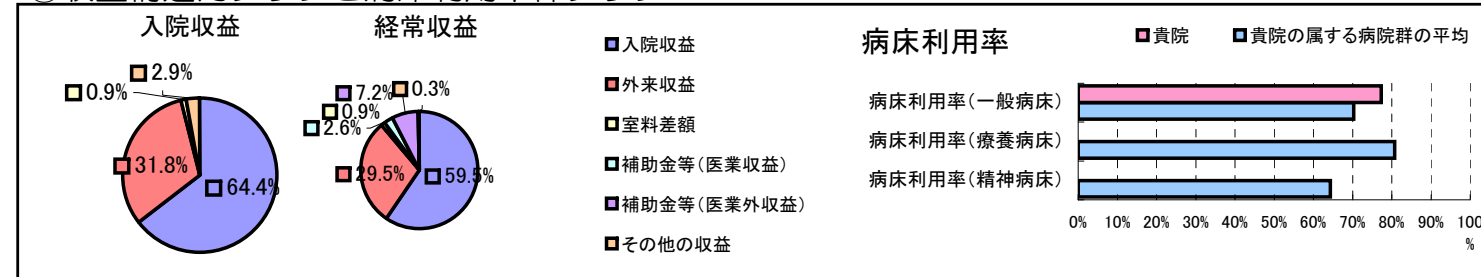 入院収益
2.9%
0.9%
31.8%
64.4%
経常収益
7.2%
0.3%
0.9%
2.6%
29.5%
59.5%
入院収益
外来収益
室料差額
補助金等(医業収益)
補助金等(医業外収益)
その他の収益
病床利用率
貴院
貴院の属する病院群の平均
病床利用率(一般病床)
病床利用率(療養病床)
病床利用率(精神病床)
0% 10% 20% 30% 40% 50% 60% 70% 80% 90% 100
%